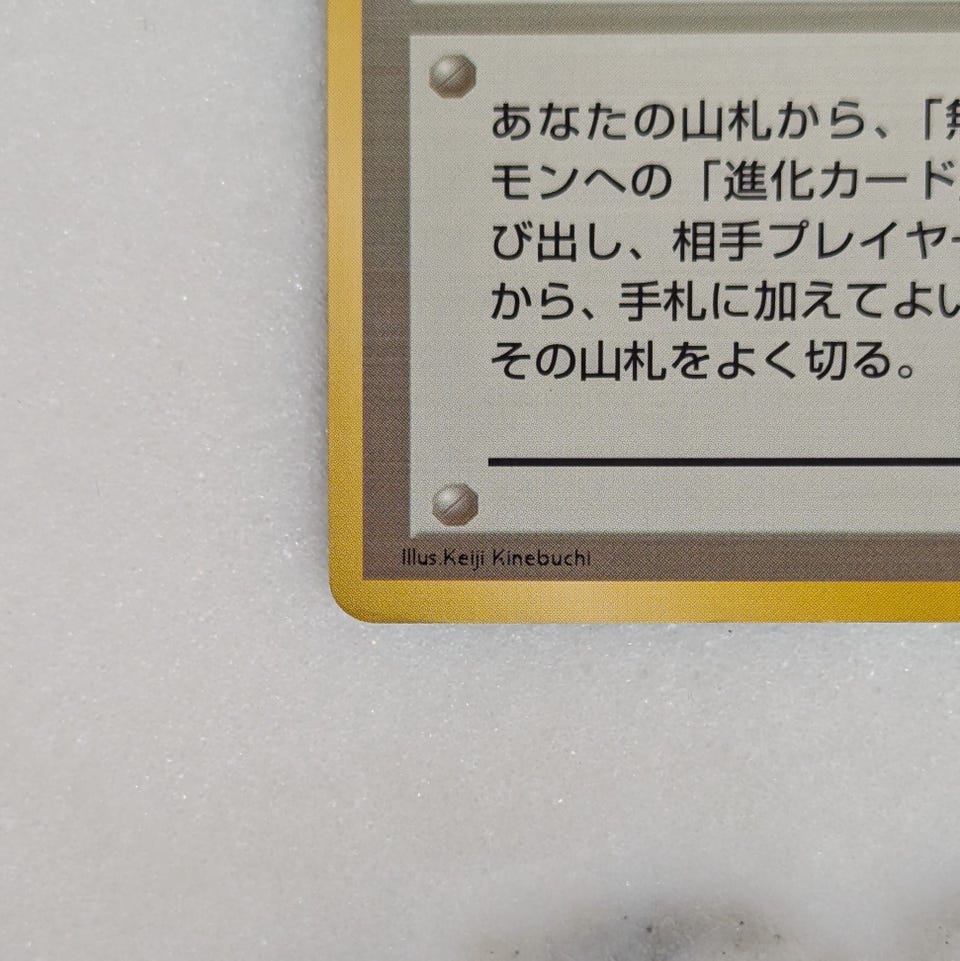 あなたの山札から、「無
モンへの「進化カード
び出し、相手プレイヤー
から、手札に加えてよい
その山札をよく切る。
Illus.Keiji Kinebuchi